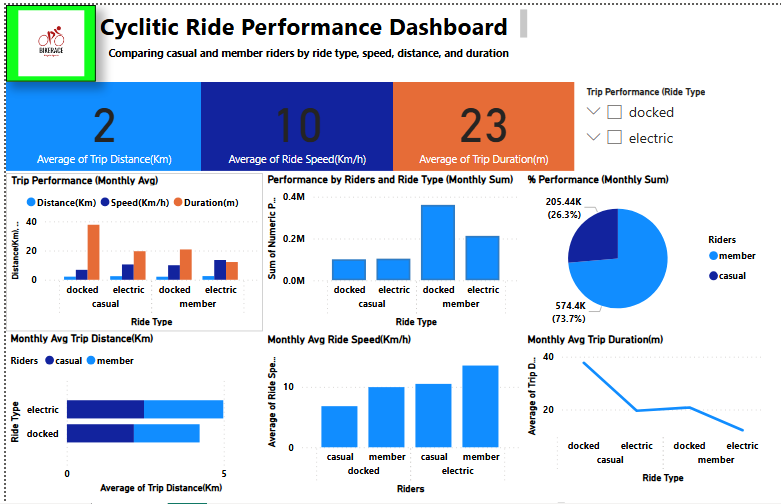 Cyclitic Ride Performance Dashboard
BIKERACE
Comparing casual and member riders by ride type, speed, distance, and duration
2
Average of Trip Distance(Km)
10
Average of Ride Speed(Km/h)
23
Average of Trip Duration(m)
Trip Performance (Ride Type
docked
electric
Trip Performance (Monthly Avg)
Distance(Km) Speed(Km/h) Duration(m)
Distance(Km),...
40
20
0
docked electric docked electric
casual member
Ride Type
Performance by Riders and Ride Type (Monthly Sum)
Sum of Numeric P...
0.4M
0.2M
0.0M
docked electric docked electric
casual member
Ride Type
% Performance (Monthly Sum)
205.44K
(26.3%)
574.4K
(73.7%)
Riders
member
casual
Monthly Avg Trip Distance(Km)
Riders casual member
Ride Type
electric
docked
0 5
Average of Trip Distance(Km)
Monthly Avg Ride Speed(Km/h)
Average of Ride Spe...
10
0
casual member casual member
docked electric
Riders
Monthly Avg Trip Duration(m)
Average of Trip D...
40
20
docked electric docked electric
casual member
Ride Type